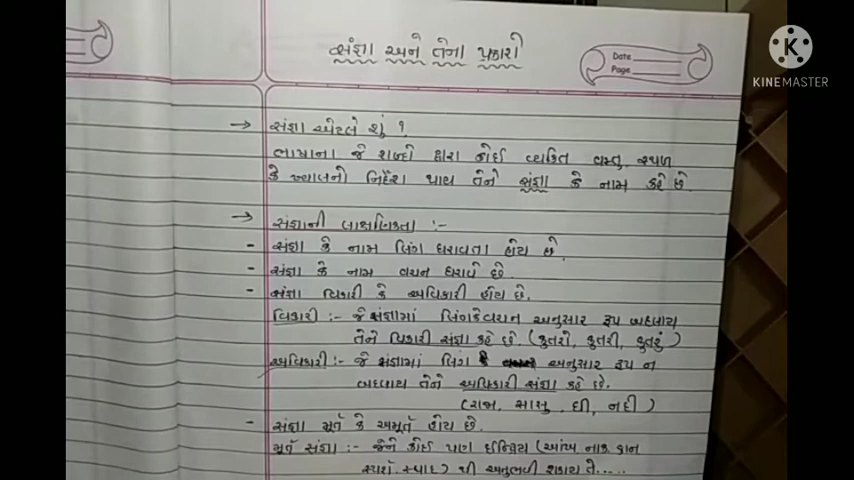 સંજ્ઞા અને તેના પ્રકારો
Date
Page
K
KINEMASTER
→ સંજ્ઞા એટલે શું ?
ભાષાના જે શબ્દો દ્વારા કોઈ વ્યકિત વસ્તુ, સ્થળ
કે ખ્યાલનો નિર્દેશ થાય તેને સંજ્ઞા કે નામ કહે છે.
→ સંજ્ઞાની લાક્ષણિકતા :-
- સંજ્ઞા કે નામ લિંગ ધરાવતા હોય છે.
- સંજ્ઞા કે નામ વચન ધરાવે છે.
- સંજ્ઞા વિકારી કે અવિકારી હોય છે.
વિકારી :- જે સંજ્ઞામાં લિંગકેવચન અનુસાર રૂપ બદલાય
તેને વિકારી સંજ્ઞા કહે છે. (કુતરો, કુતરી, કુતરું)
અવિકારી :- જે સંજ્ઞામાં લિંગ કે અનુસાર રૂપ ન
બદલાય તેને અવિકારી સંજ્ઞા કહે છે.
(રાજા, સાસુ, ઘી, નદી)
- સંજ્ઞા મૂર્ત કે અમૂર્ત હોય છે.
મૂર્ત સંજ્ઞા :- જેને કોઈ પણ ઈન્દ્રિય (આંખ નાક કાન
સ્પર્શ સ્વાદ) થી અનુભવી શકાય તે.....